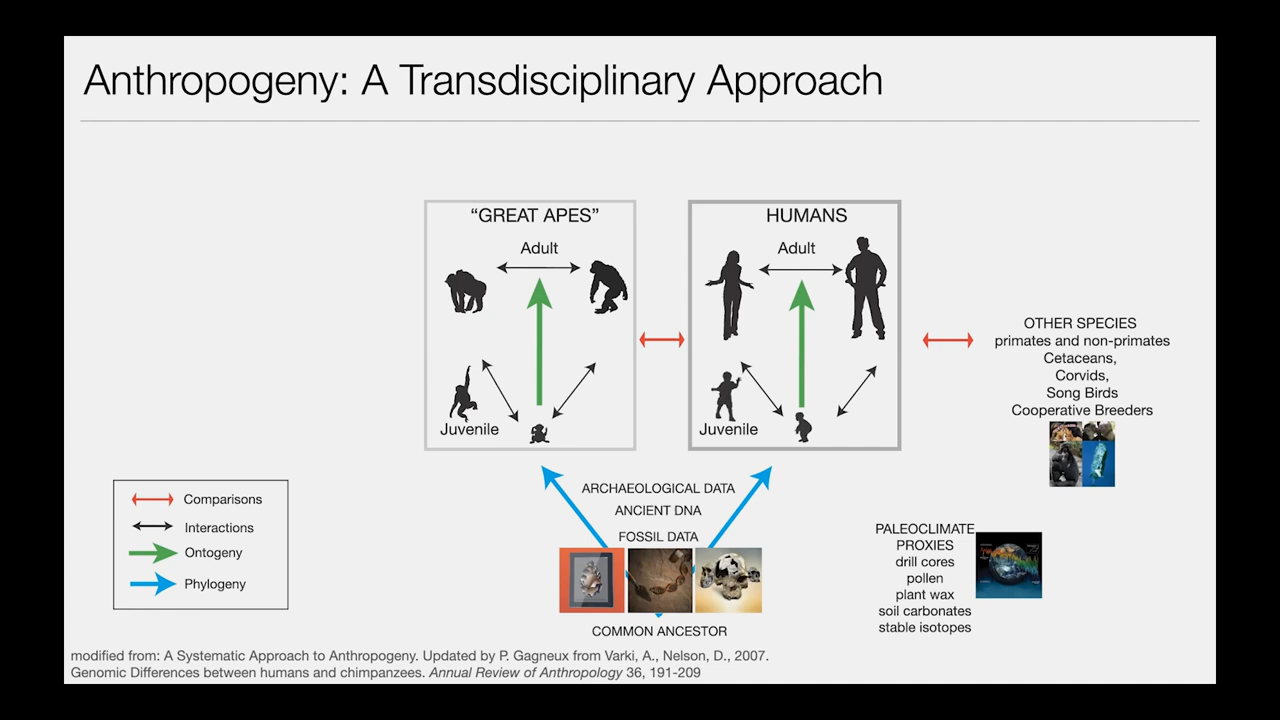 Anthropogeny: A Transdisciplinary Approach
“GREAT APES”
Adult
Juvenile
HUMANS
Adult
Juvenile
OTHER SPECIES
primates and non-primates
Cetaceans,
Corvids,
Song Birds
Cooperative Breeders
Comparisons
Interactions
Ontogeny
Phylogeny
ARCHAEOLOGICAL DATA
ANCIENT DNA
FOSSIL DATA
COMMON ANCESTOR
PALEOCLIMATE
PROXIES
drill cores
pollen
plant wax
soil carbonates
stable isotopes
modified from: A Systematic Approach to Anthropogeny. Updated by P. Gagneux from Varki, A., Nelson, D., 2007.
Genomic Differences between humans and chimpanzees. Annual Review of Anthropology 36, 191-209